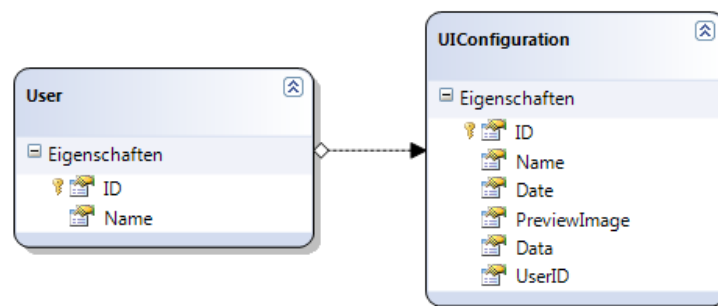 User
Eigenschaften
ID
Name
UIConfiguration
Eigenschaften
ID
Name
Date
PreviewImage
Data
UserID